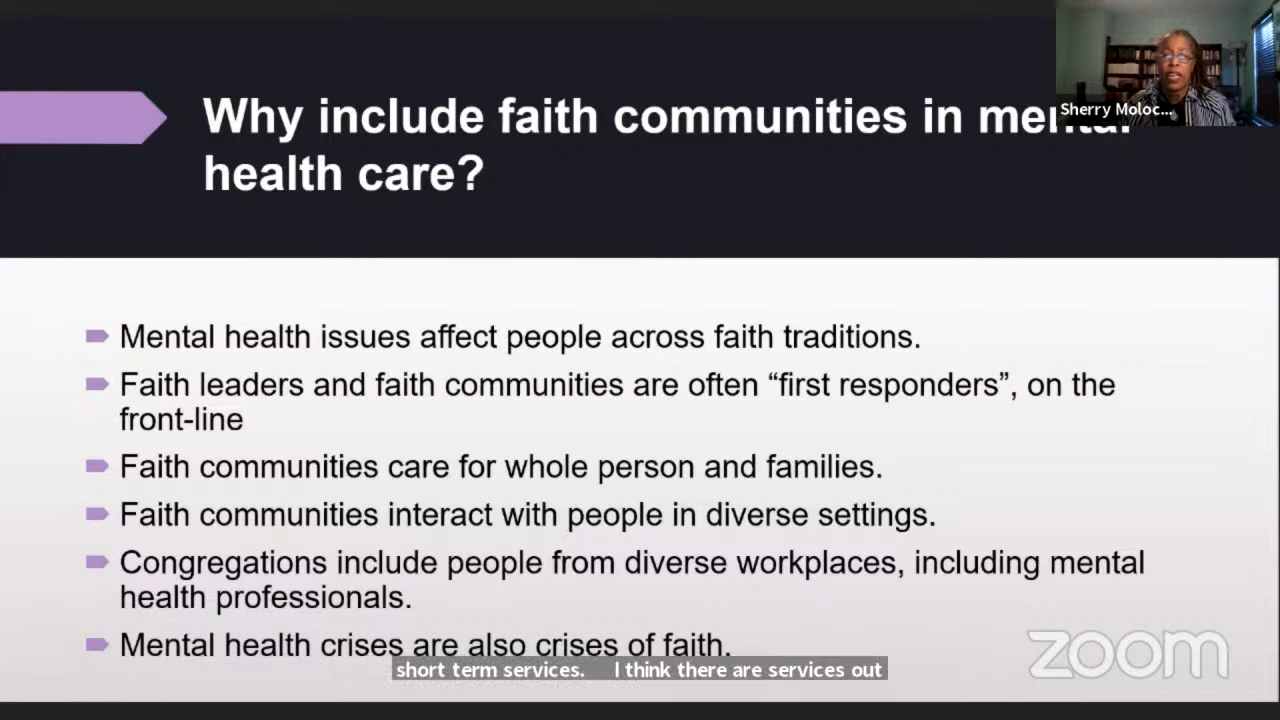 Sherry Moloc...
Why include faith communities in mental
health care?
Mental health issues affect people across faith traditions.
Faith leaders and faith communities are often “first responders”, on the
front-line
Faith communities care for whole person and families.
Faith communities interact with people in diverse settings.
Congregations include people from diverse workplaces, including mental
health professionals.
Mental health crises are also crises of faith.
short term services. I think there are services out
zoom